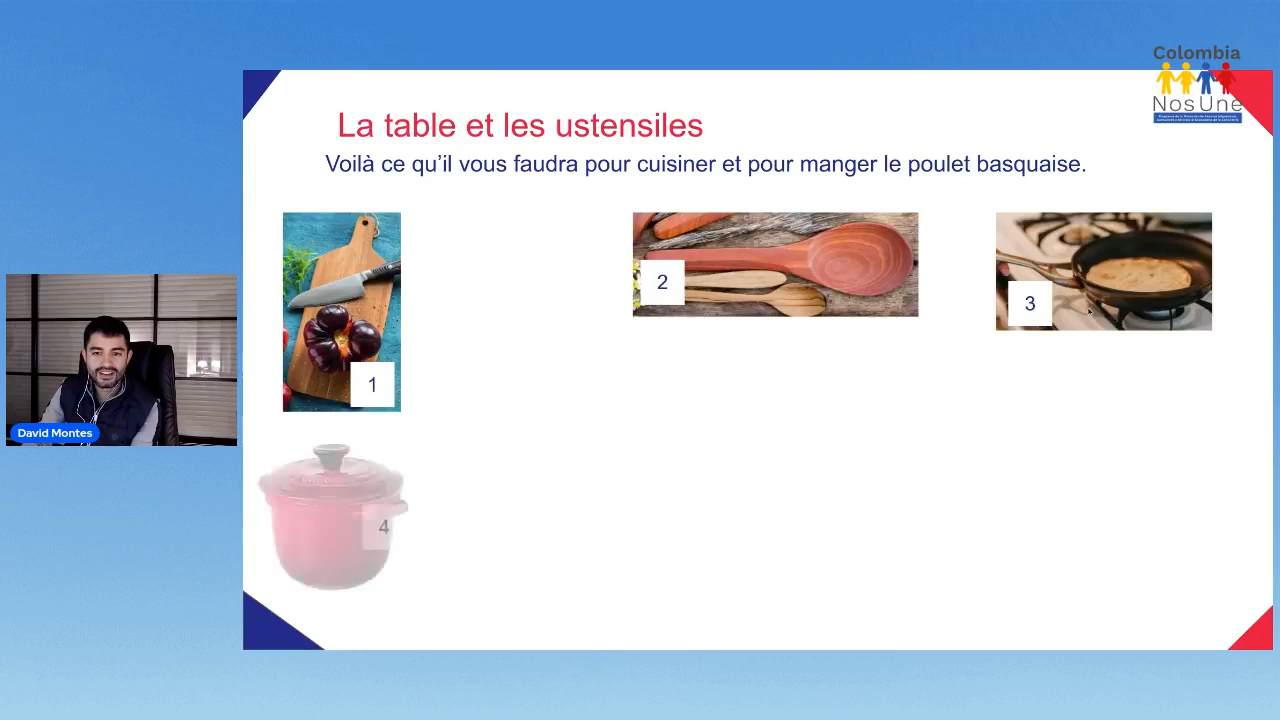 Colombia
NosUne
La table et les ustensiles
Voilà ce qu’il vous faudra pour cuisiner et pour manger le poulet basquaise.
1
2
3
4
David Montes